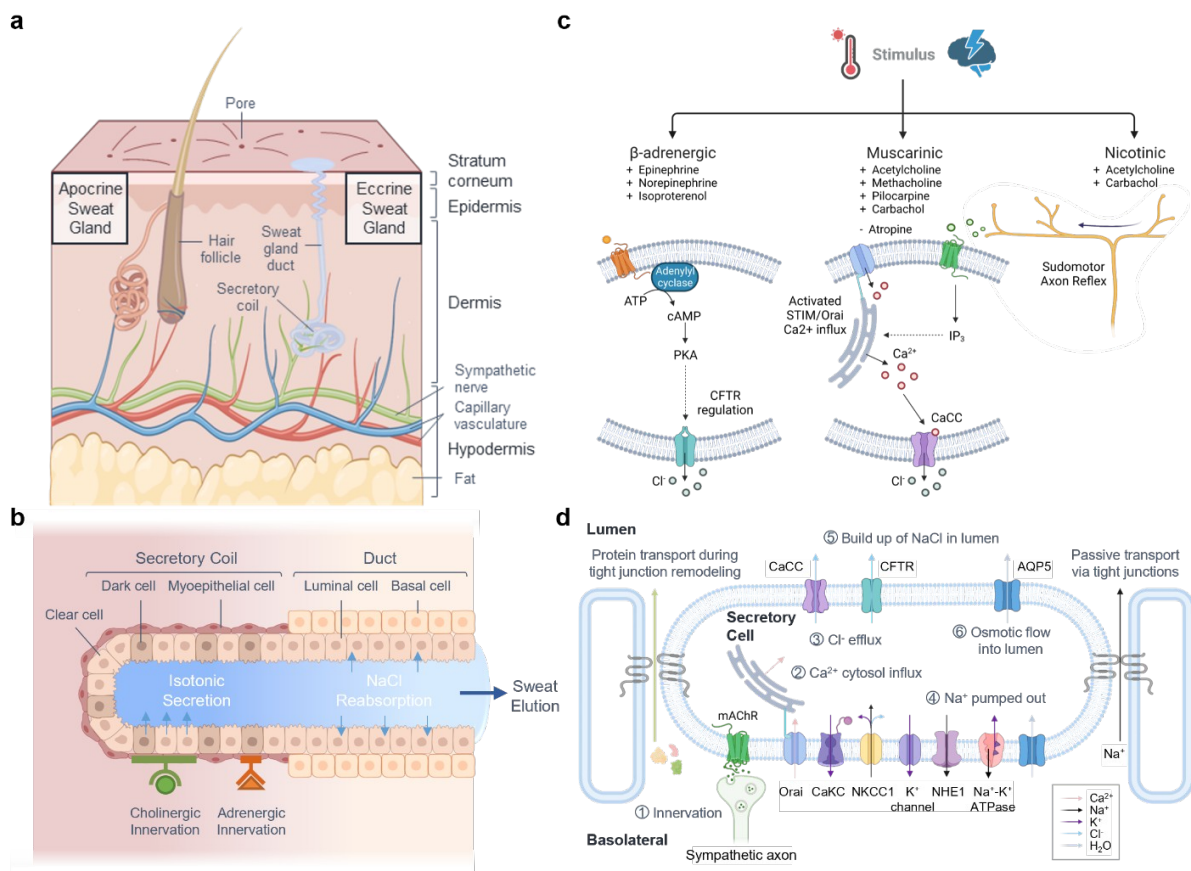 a
Pore
Stratum
corneum
Epidermis
Apocrine
Sweat
Gland
Eccrine
Sweat
Gland
Hair
follicle
Sweat
gland
duct
Secretory
coil
Dermis
Sympathetic
nerve
Capillary
vasculature
Hypodermis
Fat
b
Secretory Coil
Duct
Dark cell
Myoepithelial cell
Luminal cell
Basal cell
Clear cell
Isotonic
Secretion
NaCl
Reabsorption
Sweat
Elution
Cholinergic
Innervation
Adrenergic
Innervation
c
Stimulus
β-adrenergic
+ Epinephrine
+ Norepinephrine
+ Isoproterenol
Muscarinic
+ Acetylcholine
+ Methacholine
+ Pilocarpine
+ Carbachol
- Atropine
Nicotinic
+ Acetylcholine
+ Carbachol
Sudomotor
Axon Reflex
Adenylyl
cyclase
ATP
cAMP
PKA
CFTR
regulation
Cl⁻
Activated
STIM/Orai
Ca2+ influx
IP₃
Ca²⁺
CaCC
Cl⁻
d
Lumen
Protein transport during
tight junction remodeling
⑤ Build up of NaCl in lumen
CaCC
CFTR
AQP5
Passive transport
via tight junctions
Secretory
Cell
③ Cl⁻ efflux
⑥ Osmotic flow
into lumen
② Ca²⁺ cytosol influx
④ Na⁺ pumped out
mAChR
Na⁺
Orai
CaKC
NKCC1
K⁺
channel
NHE1
Na⁺-K⁺
ATPase
① Innervation
Basolateral
Sympathetic axon
Ca²⁺
Na⁺
K⁺
Cl⁻
H₂O